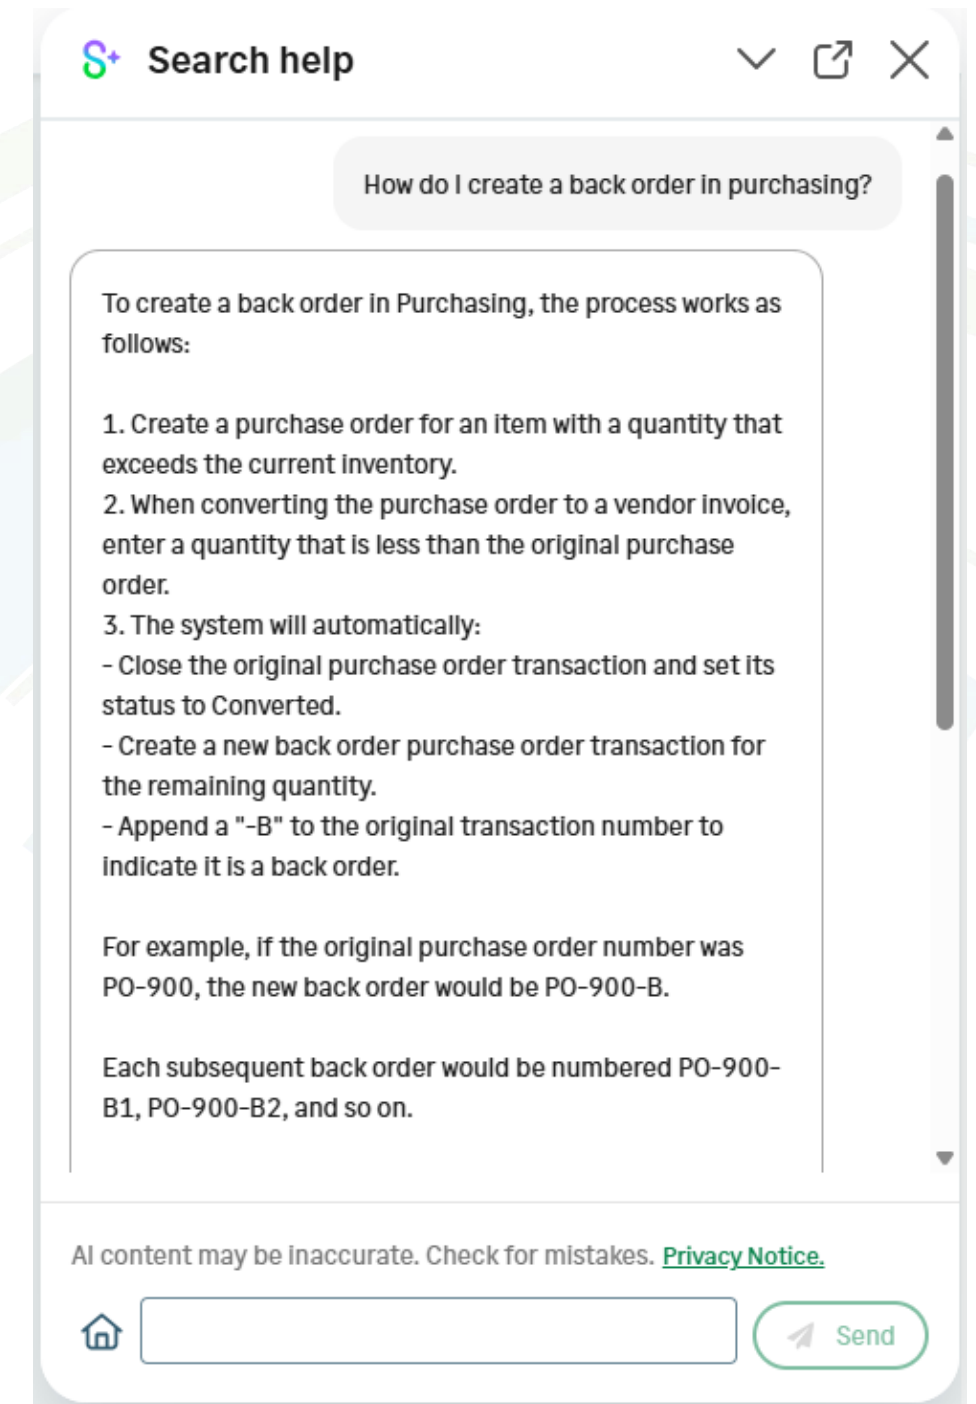 Search help
How do I create a back order in purchasing?
To create a back order in Purchasing, the process works as
follows:
1. Create a purchase order for an item with a quantity that
exceeds the current inventory.
2. When converting the purchase order to a vendor invoice,
enter a quantity that is less than the original purchase
order.
3. The system will automatically:
- Close the original purchase order transaction and set its
status to Converted.
- Create a new back order purchase order transaction for
the remaining quantity.
- Append a "-B" to the original transaction number to
indicate it is a back order.
For example, if the original purchase order number was
PO-900, the new back order would be PO-900-B.
Each subsequent back order would be numbered PO-900-
B1, PO-900-B2, and so on.
AI content may be inaccurate. Check for mistakes. Privacy Notice.
Send